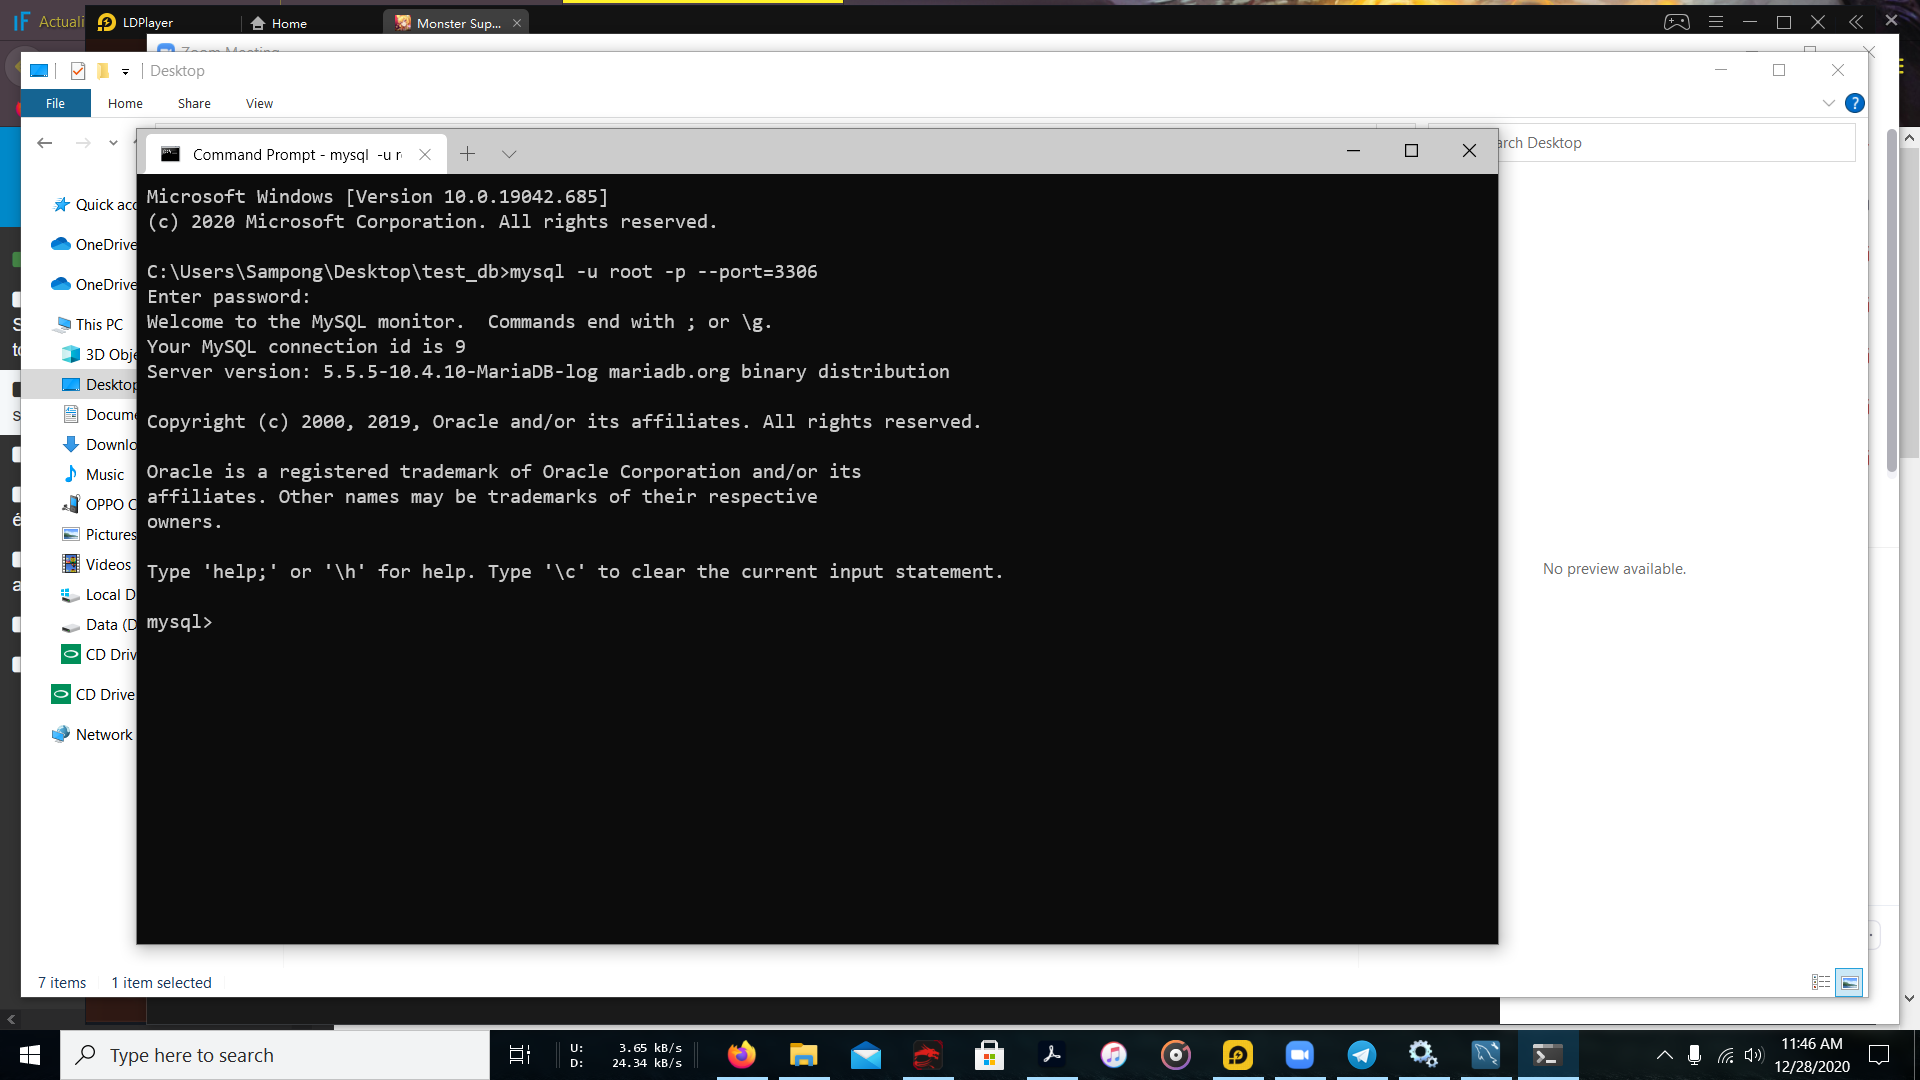 Actuali
LDPlayer
Home
Monster Sup...
Zoom Meeting
Desktop
File
Home
Share
View
arch Desktop
Command Prompt - mysql -u r
Microsoft Windows [Version 10.0.19042.685]
(c) 2020 Microsoft Corporation. All rights reserved.
C:\Users\Sampong\Desktop\test_db>mysql -u root -p --port=3306
Enter password:
Welcome to the MySQL monitor.  Commands end with ; or \g.
Your MySQL connection id is 9
Server version: 5.5.5-10.4.10-MariaDB-log mariadb.org binary distribution
Copyright (c) 2000, 2019, Oracle and/or its affiliates. All rights reserved.
Oracle is a registered trademark of Oracle Corporation and/or its
affiliates. Other names may be trademarks of their respective
owners.
Type 'help;' or '\h' for help. Type '\c' to clear the current input statement.
mysql>
Quick acc
OneDrive
OneDrive
This PC
3D Obje
Desktop
Docume
Downlo
Music
OPPO C
Pictures
Videos
Local D
Data (D
CD Driv
CD Drive
Network
No preview available.
7 items
1 item selected
Type here to search
U: 3.65 kB/s
D: 24.34 kB/s
11:46 AM
12/28/2020